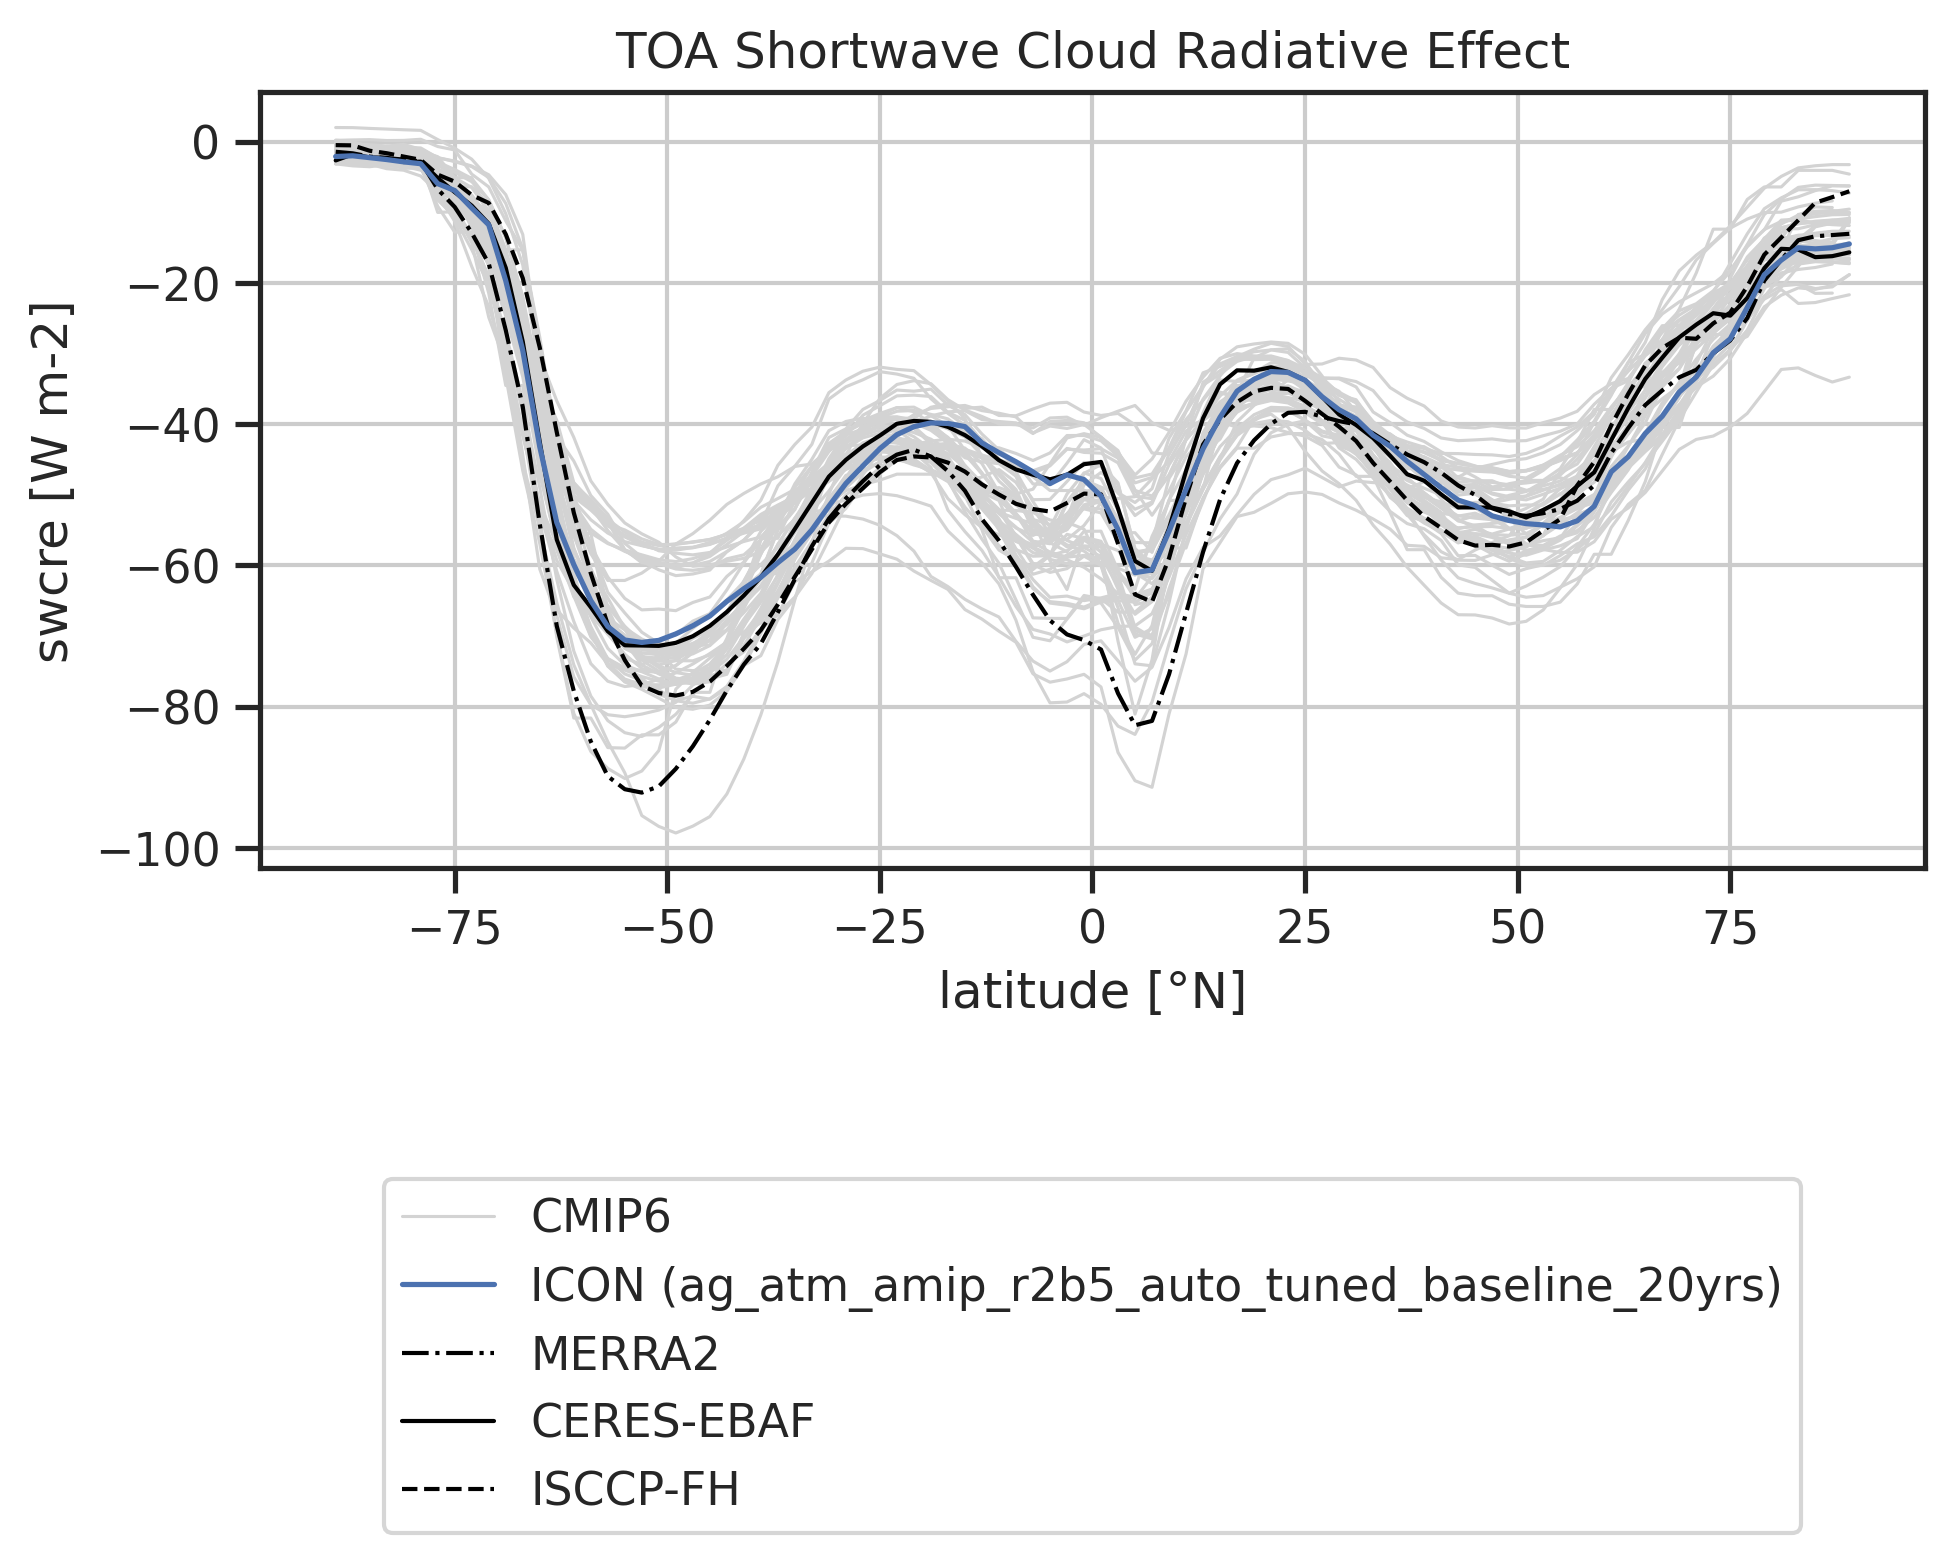 TOA Shortwave Cloud Radiative Effect
swcre [W m-2]
0
−20
−40
−60
−80
−100
−75
−50
−25
0
25
50
75
latitude [°N]
CMIP6
ICON (ag_atm_amip_r2b5_auto_tuned_baseline_20yrs)
MERRA2
CERES-EBAF
ISCCP-FH